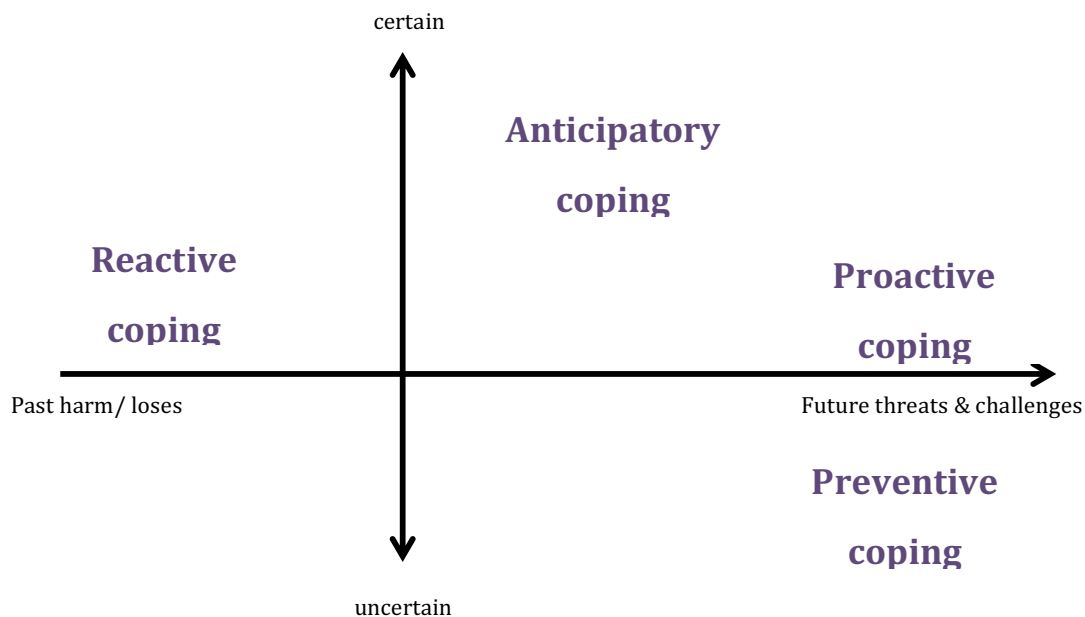 certain
Anticipatory
coping
Reactive
coping
Proactive
coping
Past harm/ loses
Future threats & challenges
Preventive
coping
uncertain